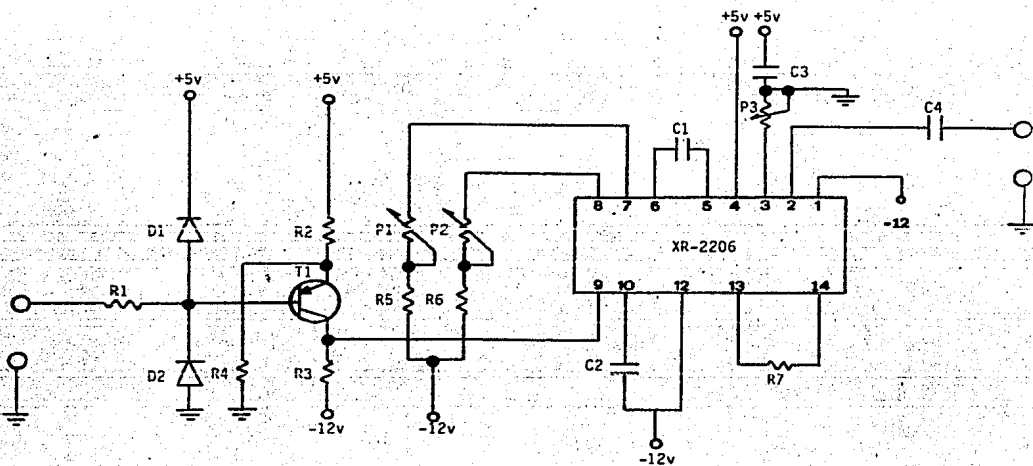 +5v +5v
C3
+5v +5v
P3
C4
C1
8 7 6 5 4 3 2 1
-12
D1
R2
P1 P2
XR-2206
T1
R1
R5 R6
9 10 12 13 14
D2
R4
R3
C2
R7
-12v
-12v
-12v